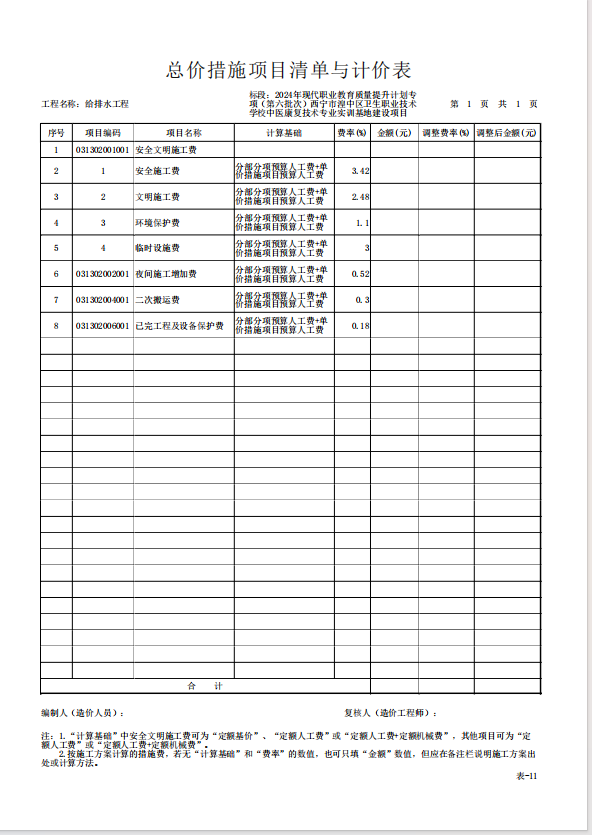 总价措施项目清单与计价表
标段：2024年现代职业教育质量提升计划专
工程名称：给排水工程 项（第六批次）西宁市湟中区卫生职业技术 第 1 页 共 1 页
学校中医康复技术专业实训基地建设项目
序号 项目编码 项目名称 计算基础 费率(%) 金额(元) 调整费率(%) 调整后金额(元)
1 031302001001 安全文明施工费
2 1 安全施工费 分部分项预算人工费+单
价措施项目预算人工费 3.42
3 2 文明施工费 分部分项预算人工费+单
价措施项目预算人工费 2.48
4 3 环境保护费 分部分项预算人工费+单
价措施项目预算人工费 1.1
5 4 临时设施费 分部分项预算人工费+单
价措施项目预算人工费 3
6 031302002001 夜间施工增加费 分部分项预算人工费+单
价措施项目预算人工费 0.52
7 031302004001 二次搬运费 分部分项预算人工费+单
价措施项目预算人工费 0.3
8 031302006001 已完工程及设备保护费 分部分项预算人工费+单
价措施项目预算人工费 0.18
合 计
编制人（造价人员）： 复核人（造价工程师）：
注：1.“计算基础”中安全文明施工费可为“定额基价”、“定额人工费”或“定额人工费+定额机械费”，其他项目可为“定
额人工费”或“定额人工费+定额机械费”。
2.按施工方案计算的措施费，若无“计算基础”和“费率”的数值，也可只填“金额”数值，但应在备注栏说明施工方案出
处或计算方法。
表-11